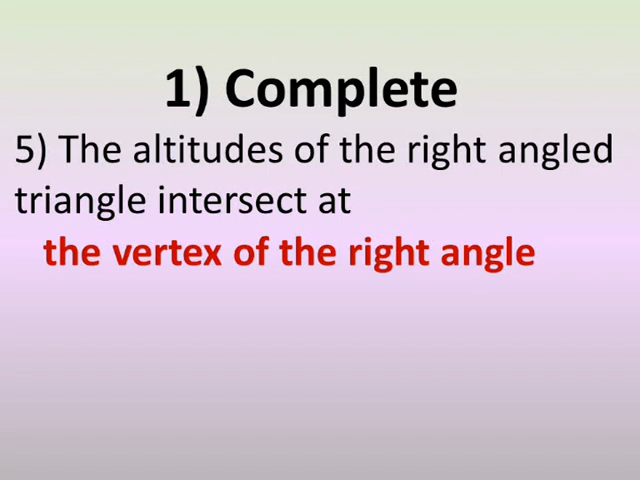 1) Complete
5) The altitudes of the right angled
triangle intersect at
the vertex of the right angle